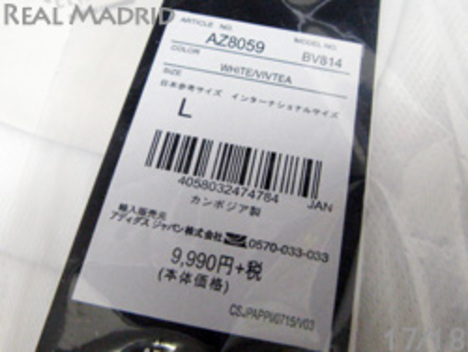 REAL MADRID
ARTICLE NO.
MODEL NO.
AZ8059
BV814
COLOR
WHITE/VIVTEA
SIZE
日本参考サイズ インターナショナルサイズ
L
4058032474764 JAN
カンボジア製
輸入販売元
アディダス ジャパン株式会社 0570-033-033
9,990円+税
(本体価格)
CSJPAPPV0715/V03
17/18